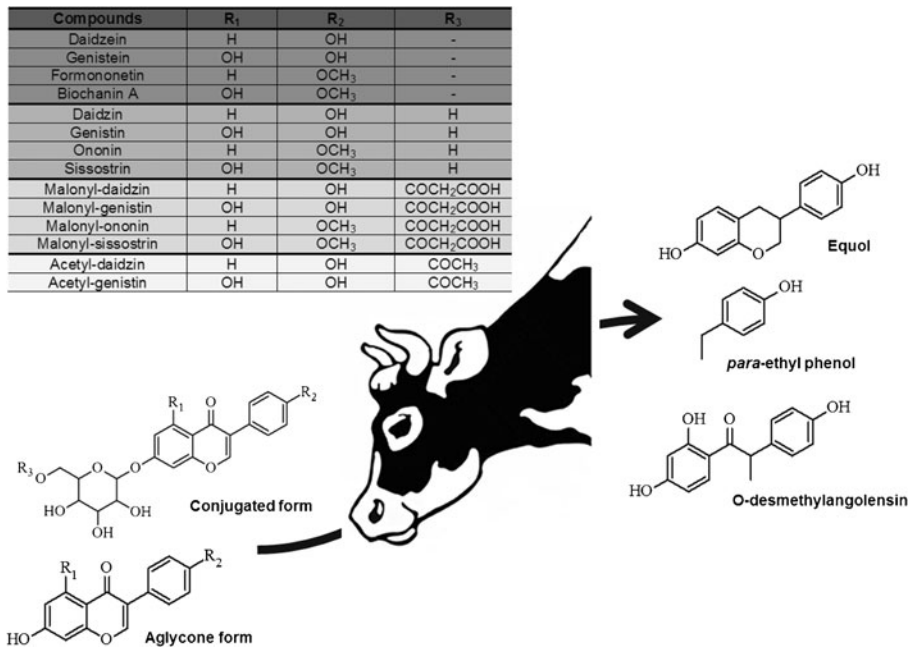 Compounds R₁ R₂ R₃
Daidzein H OH -
Genistein OH OH -
Formononetin H OCH₃ -
Biochanin A OH OCH₃ -
Daidzin H OH H
Genistin OH OH H
Ononin H OCH₃ H
Sissostrin OH OCH₃ H
Malonyl-daidzin H OH COCH₂COOH
Malonyl-genistin OH OH COCH₂COOH
Malonyl-ononin H OCH₃ COCH₂COOH
Malonyl-sissostrin OH OCH₃ COCH₂COOH
Acetyl-daidzin H OH COCH₃
Acetyl-genistin OH OH COCH₃
OH
HO
O
Equol
OH
para-ethyl phenol
OH
O
OH
HO
O-desmethylangolensin
R₁
O
R₂
R₃
O
O
O
O
HO
OH
OH
Conjugated form
R₁
O
R₂
HO
O
Aglycone form